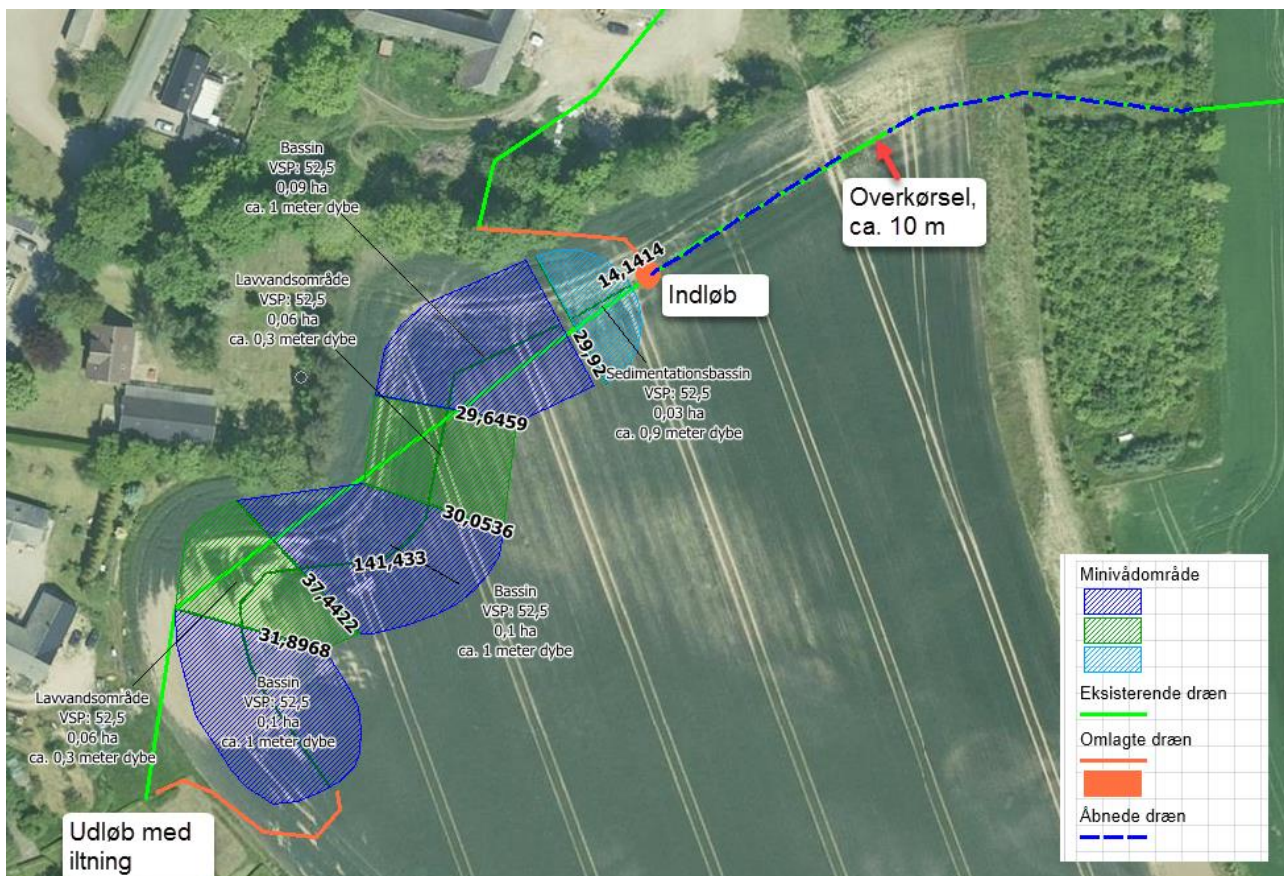 Bassin
VSP: 52,5
0,09 ha
ca. 1 meter dybe
Lavvandsområde
VSP: 52,5
0,06 ha
ca. 0,3 meter dybe
Overkørsel,
ca. 10 m
Indløb
14,1414
29,92
Sedimentationsbassin
VSP: 52,5
0,03 ha
ca. 0,9 meter dybe
29,6459
30,0536
141,433
37,4422
31,8968
Bassin
VSP: 52,5
0,1 ha
ca. 1 meter dybe
Bassin
VSP: 52,5
0,1 ha
ca. 1 meter dybe
Lavvandsområde
VSP: 52,5
0,06 ha
ca. 0,3 meter dybe
Udløb med
iltning
Minivådområde
Eksisterende dræn
Omlagte dræn
Åbnede dræn